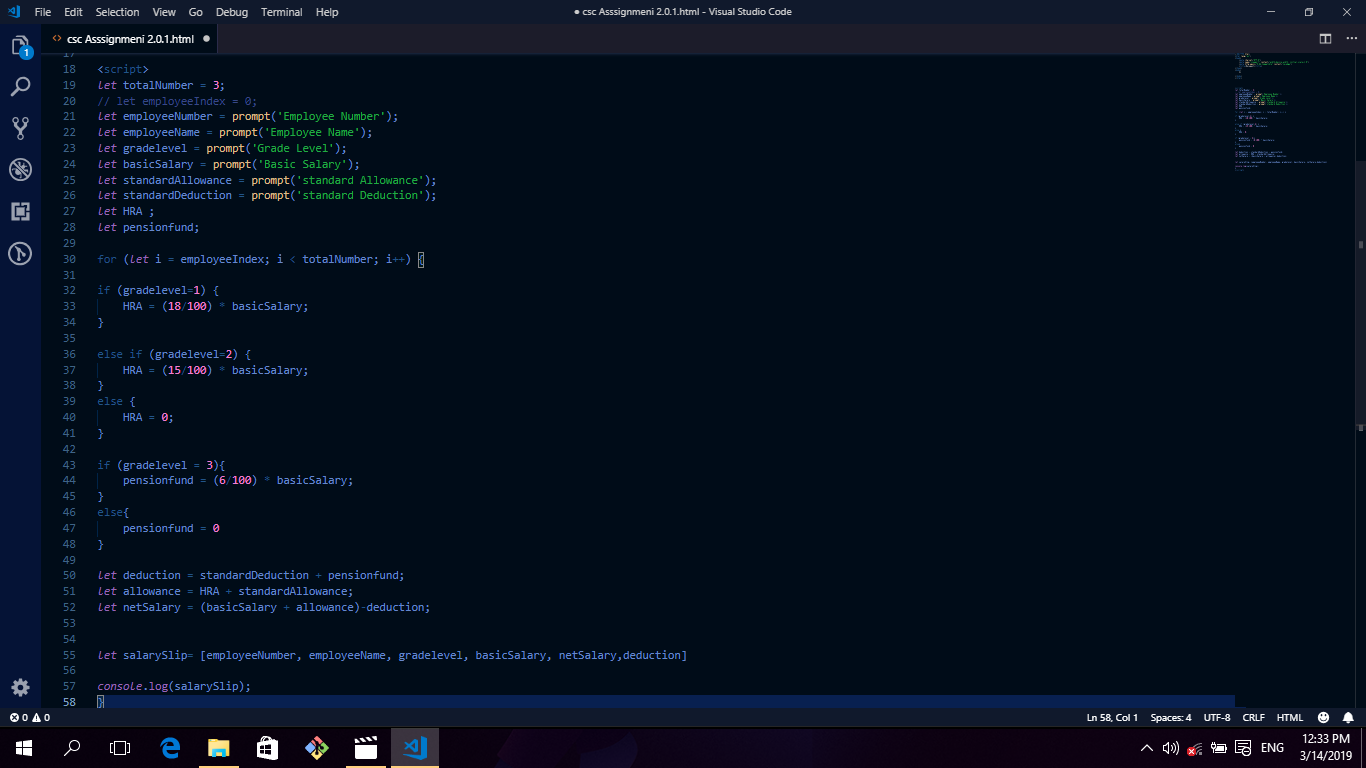 File Edit Selection View Go Debug Terminal Help
● csc Asssignmeni 2.0.1.html - Visual Studio Code
<> csc Asssignmeni 2.0.1.html ●
1
17
18 <script>
19 let totalNumber = 3;
20 // let employeeIndex = 0;
21 let employeeNumber = prompt('Employee Number');
22 let employeeName = prompt('Employee Name');
23 let gradelevel = prompt('Grade Level');
24 let basicSalary = prompt('Basic Salary');
25 let standardAllowance = prompt('standard Allowance');
26 let standardDeduction = prompt('standard Deduction');
27 let HRA ;
28 let pensionfund;
29
30 for (let i = employeeIndex; i < totalNumber; i++) {
31
32 if (gradelevel=1) {
33     HRA = (18/100) * basicSalary;
34 }
35
36 else if (gradelevel=2) {
37     HRA = (15/100) * basicSalary;
38 }
39 else {
40     HRA = 0;
41 }
42
43 if (gradelevel = 3){
44     pensionfund = (6/100) * basicSalary;
45 }
46 else{
47     pensionfund = 0
48 }
49
50 let deduction = standardDeduction + pensionfund;
51 let allowance = HRA + standardAllowance;
52 let netSalary = (basicSalary + allowance)-deduction;
53
54
55 let salarySlip= [employeeNumber, employeeName, gradelevel, basicSalary, netSalary,deduction]
56
57 console.log(salarySlip);
58 }
0 0
Ln 58, Col 1 Spaces: 4 UTF-8 CRLF HTML
ENG
12:33 PM
3/14/2019